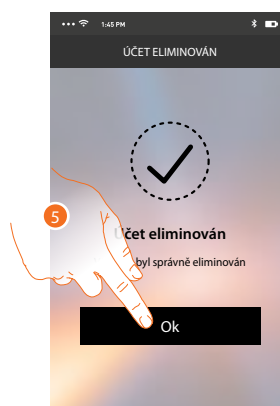 1:45 PM
ÚČET ELIMINOVÁN
5
čet eliminován
byl správně eliminován
Ok